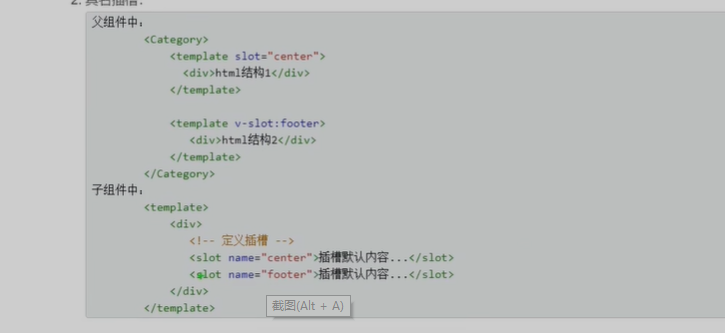 2. 具名插槽：
父组件中：
<Category>
<template slot="center">
<div>html结构1</div>
</template>
<template v-slot:footer>
<div>html结构2</div>
</template>
</Category>
子组件中：
<template>
<div>
<!-- 定义插槽 -->
<slot name="center">插槽默认内容...</slot>
<slot name="footer">插槽默认内容...</slot>
</div>
截图(Alt + A)
</template>